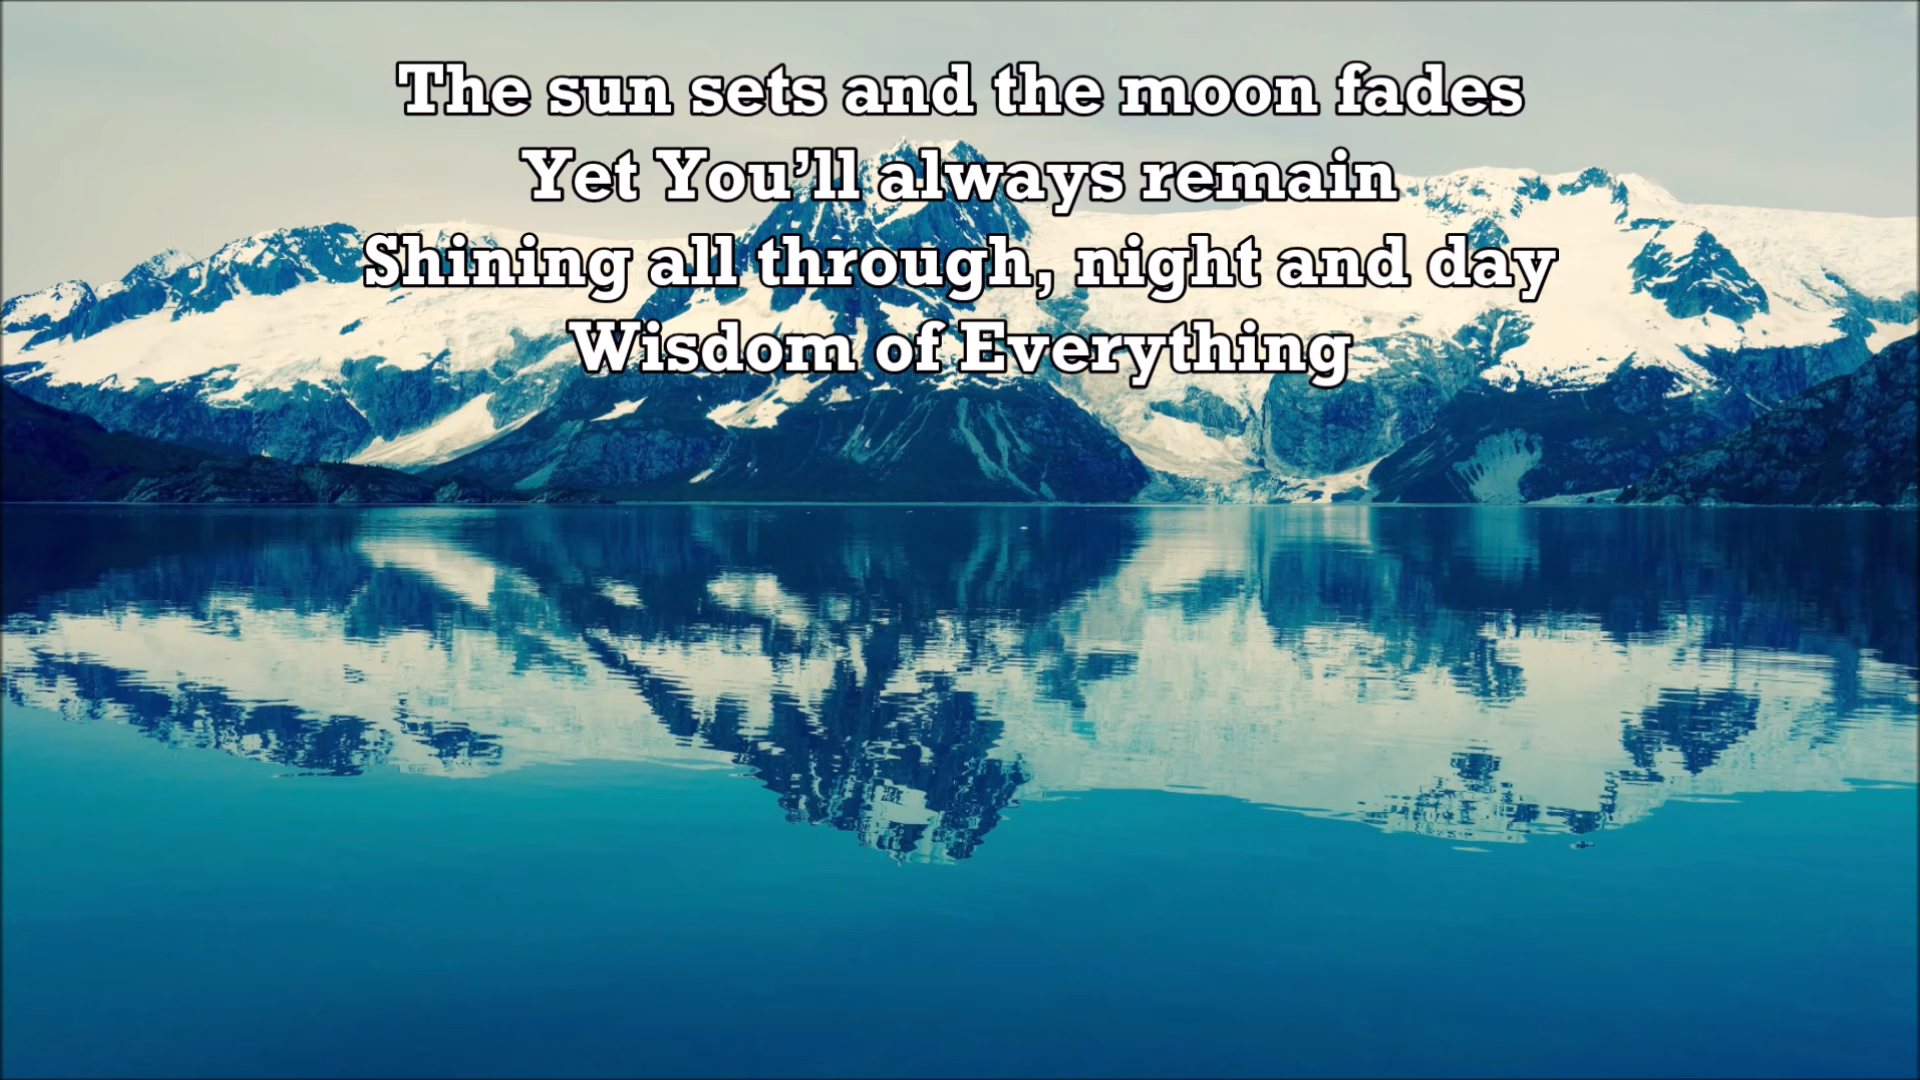 The sun sets and the moon fades
Yet You’ll always remain
Shining all through, night and day
Wisdom of Everything